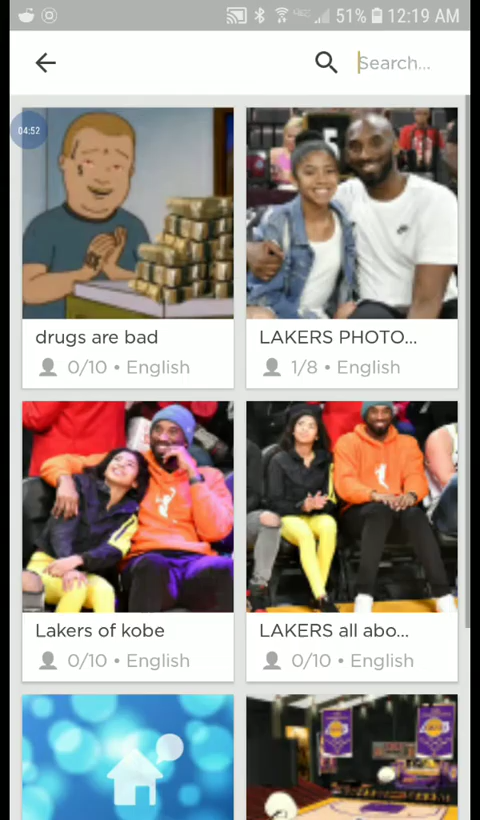 51% 12:19 AM
Search...
04:52
drugs are bad
0/10 • English
LAKERS PHOTO...
1/8 • English
Lakers of kobe
0/10 • English
LAKERS all abo...
0/10 • English